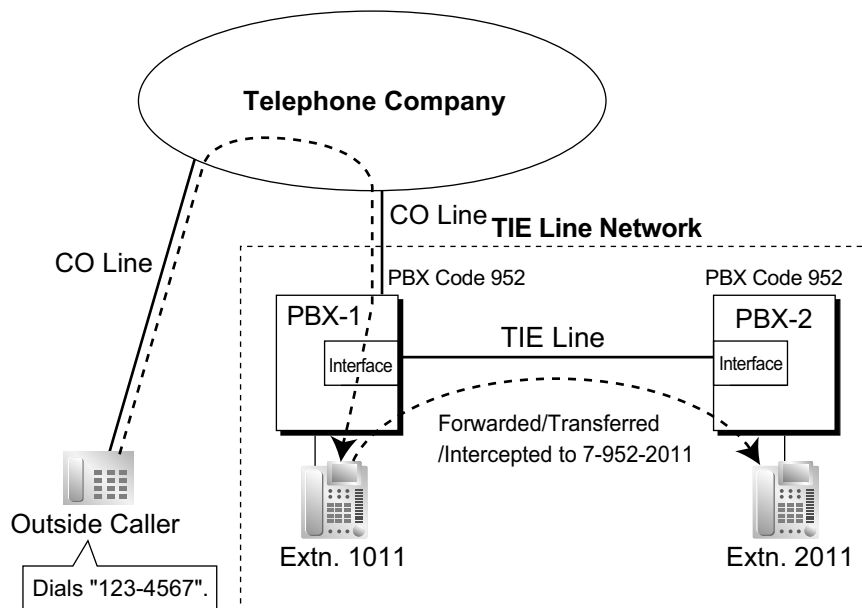 Telephone Company
CO Line
CO Line
TIE Line Network
PBX Code 952
PBX Code 952
PBX-1
PBX-2
TIE Line
Interface
Interface
Forwarded/Transferred
/Intercepted to 7-952-2011
Outside Caller
Extn. 1011
Extn. 2011
Dials "123-4567".